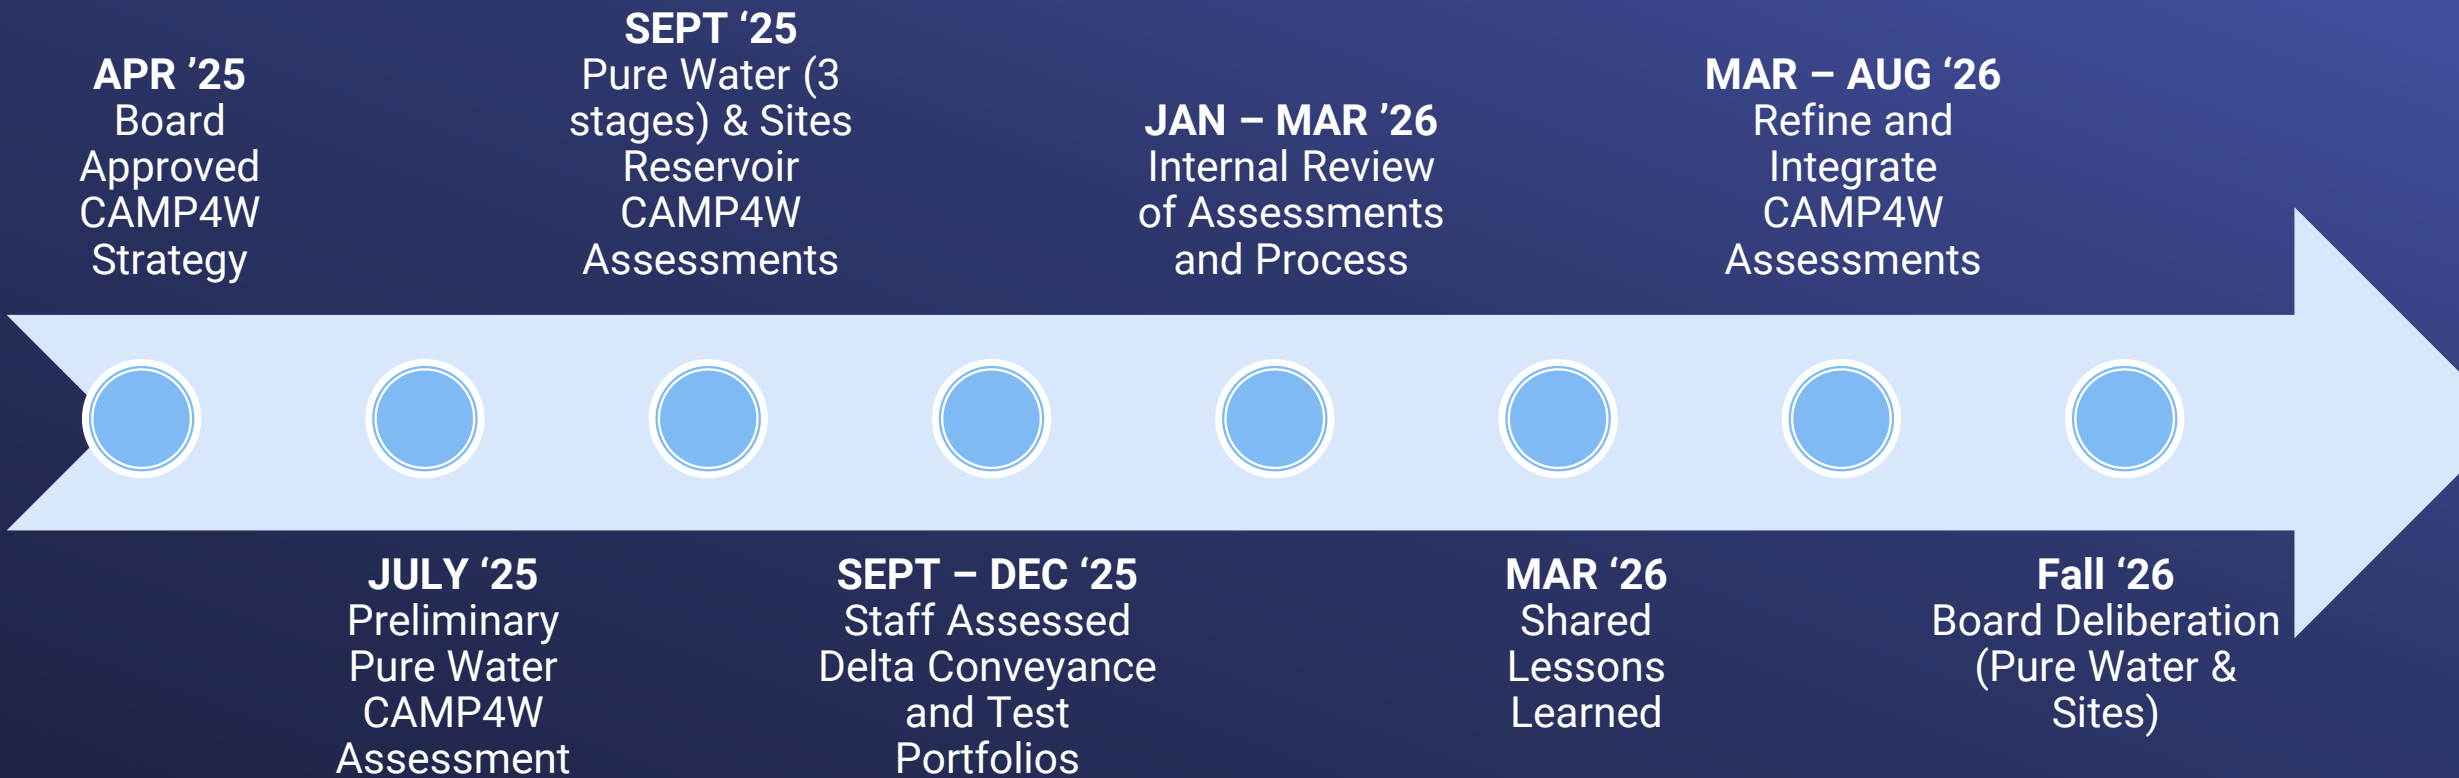 APR ’25
Board
Approved
CAMP4W
Strategy
JULY ‘25
Preliminary
Pure Water
CAMP4W
Assessment
SEPT ‘25
Pure Water (3
stages) & Sites
Reservoir
CAMP4W
Assessments
SEPT – DEC ‘25
Staff Assessed
Delta Conveyance
and Test
Portfolios
JAN – MAR ’26
Internal Review
of Assessments
and Process
MAR ‘26
Shared
Lessons
Learned
MAR – AUG ‘26
Refine and
Integrate
CAMP4W
Assessments
Fall ‘26
Board Deliberation
(Pure Water &
Sites)